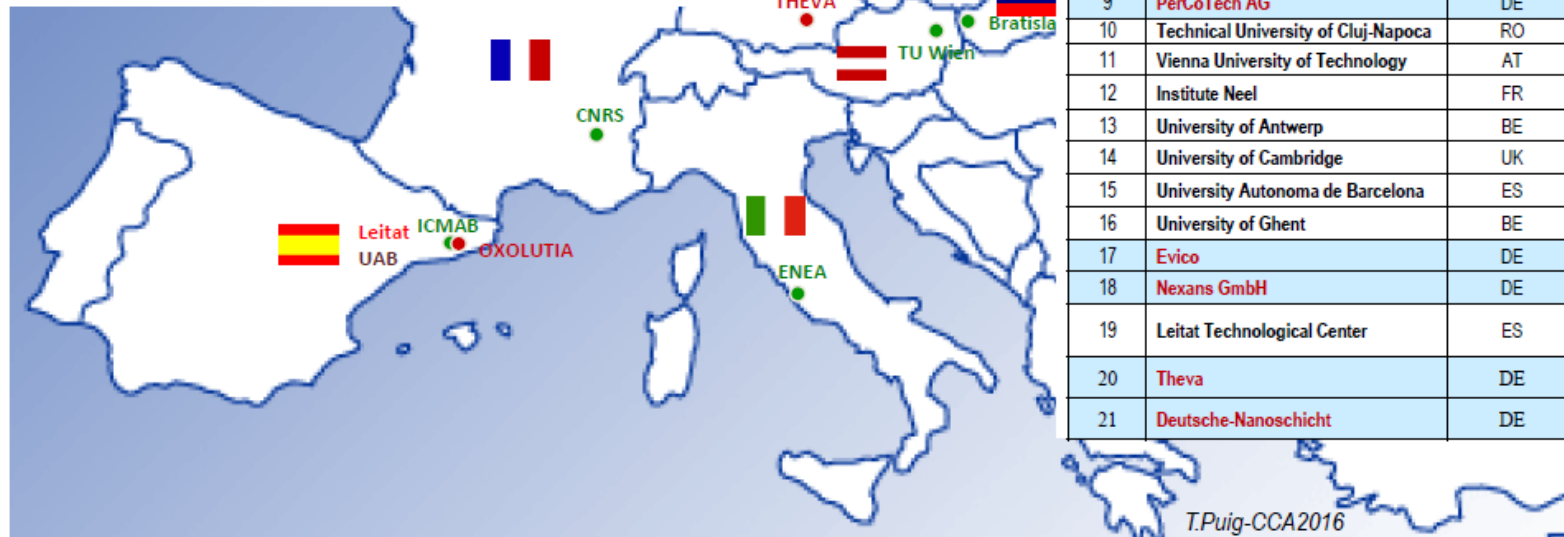 THEVA
Bratisla
TU Wien
CNRS
Leitat
ICMAB
UAB
OXOLUTIA
ENEA
9 PerCoTech AG DE
10 Technical University of Cluj-Napoca RO
11 Vienna University of Technology AT
12 Institute Neel FR
13 University of Antwerp BE
14 University of Cambridge UK
15 University Autonoma de Barcelona ES
16 University of Ghent BE
17 Evico DE
18 Nexans GmbH DE
19 Leitat Technological Center ES
20 Theva DE
21 Deutsche-Nanoschicht DE
T.Puig-CCA2016